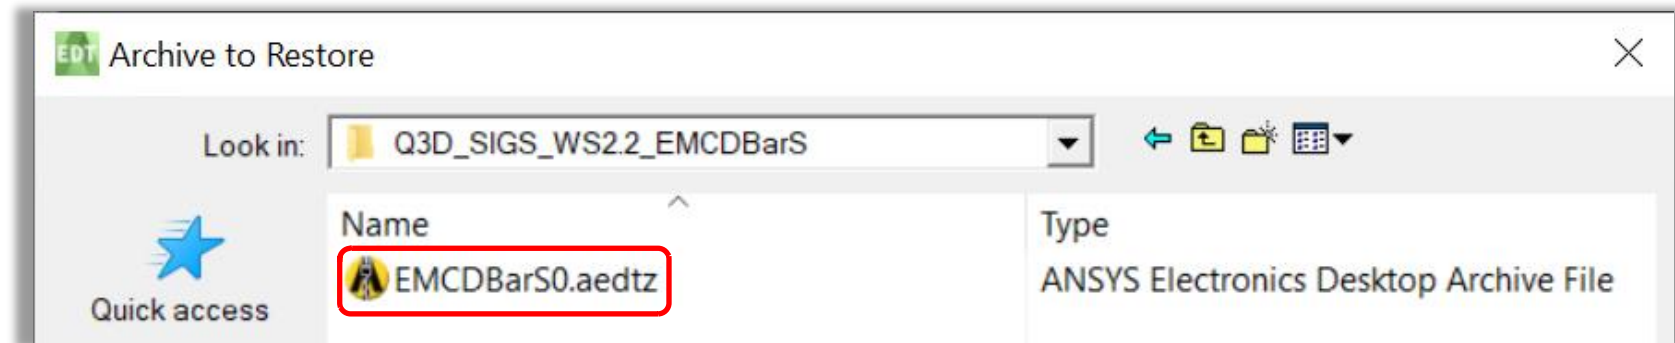 EDT Archive to Restore
Look in: Q3D_SIGS_WS2.2_EMCDBarS
Name Type
EMCDBarS0.aedtz ANSYS Electronics Desktop Archive File
Quick access